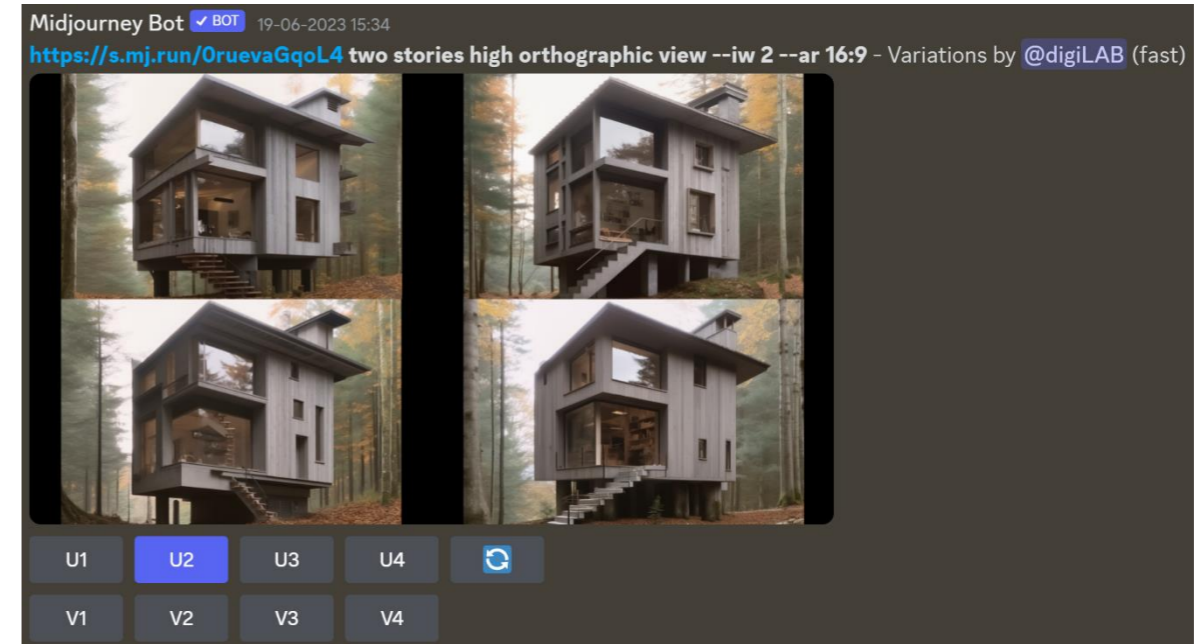 Midjourney Bot ✓ BOT 19-06-2023 15:34
https://s.mj.run/0ruevaGqoL4 two stories high orthographic view --iw 2 --ar 16:9 - Variations by @digiLAB (fast)
U1 U2 U3 U4
V1 V2 V3 V4